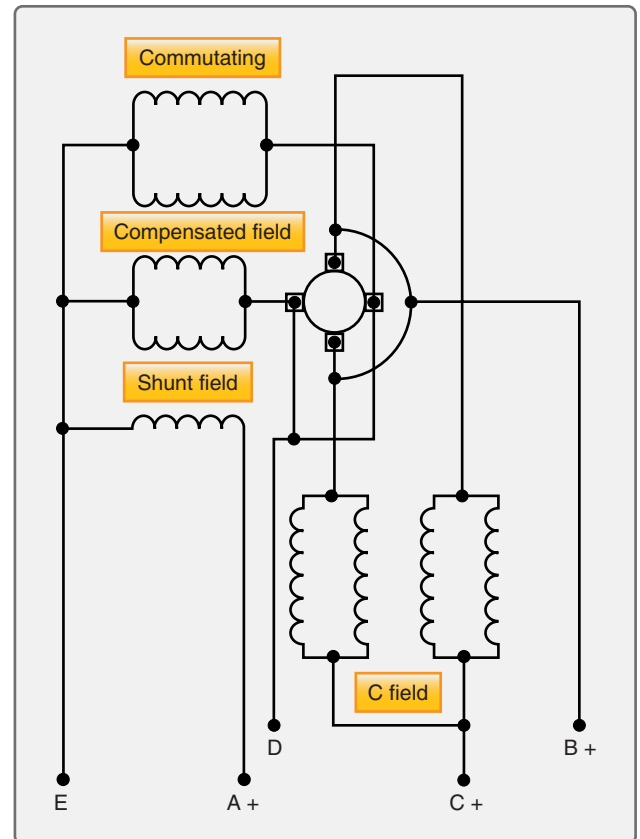 Commutating
Compensated field
Shunt field
C field
D
B +
E
A +
C +